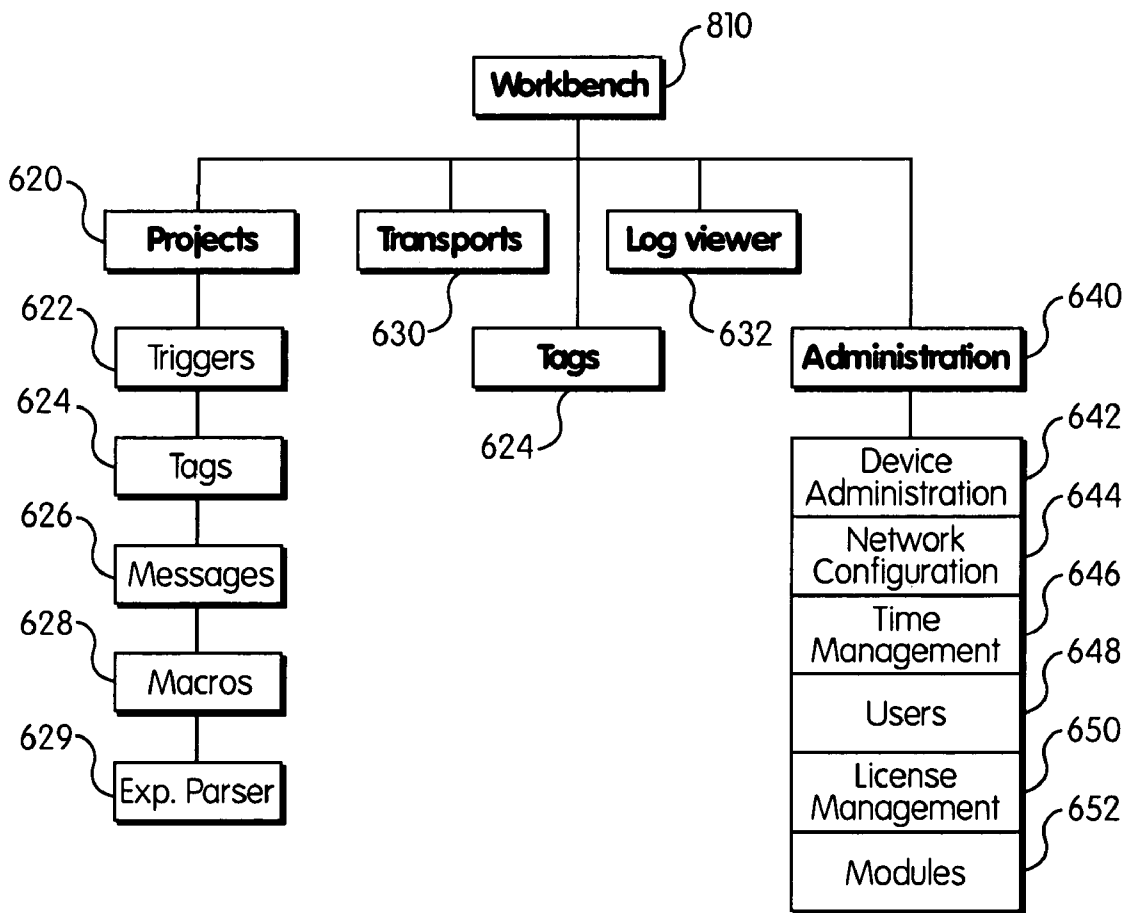 810
Workbench
620
Projects
Transports
Log viewer
622
630
632
640
Triggers
Tags
Administration
624
624
642
Tags
Device
Administration
644
626
Network
Configuration
Messages
646
628
Time
Management
648
Macros
Users
629
650
Exp. Parser
License
Management
652
Modules